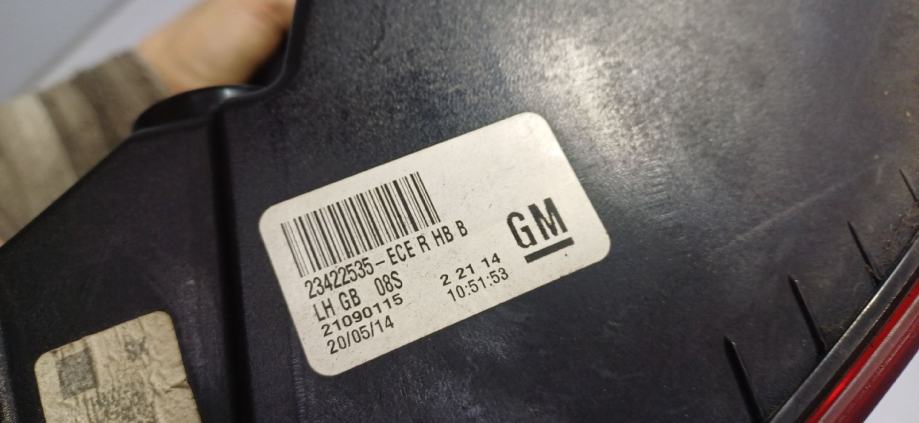 23422535-ECE R HB B
LH GB 08S
21090115 2 21 14
20/05/14 10:51:53
GM